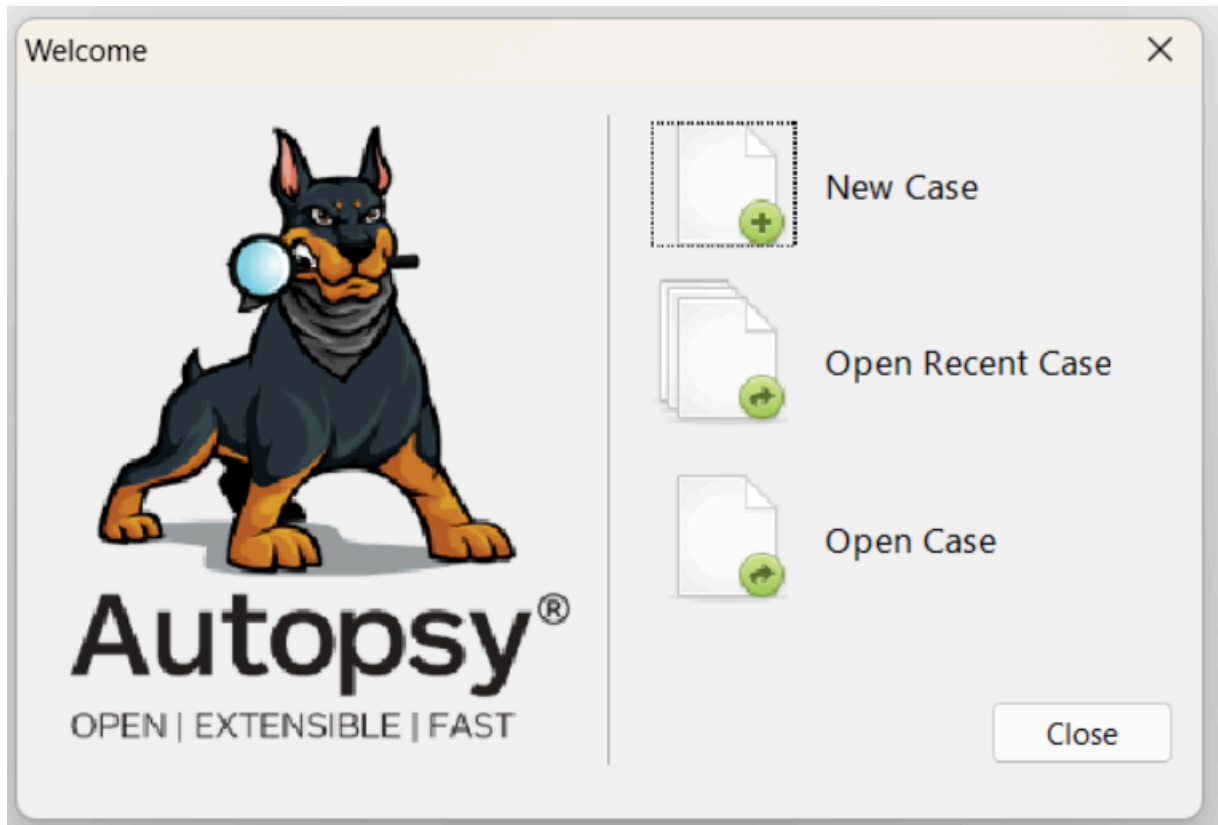 Welcome
New Case
Open Recent Case
Open Case
Autopsy®
OPEN | EXTENSIBLE | FAST
Close